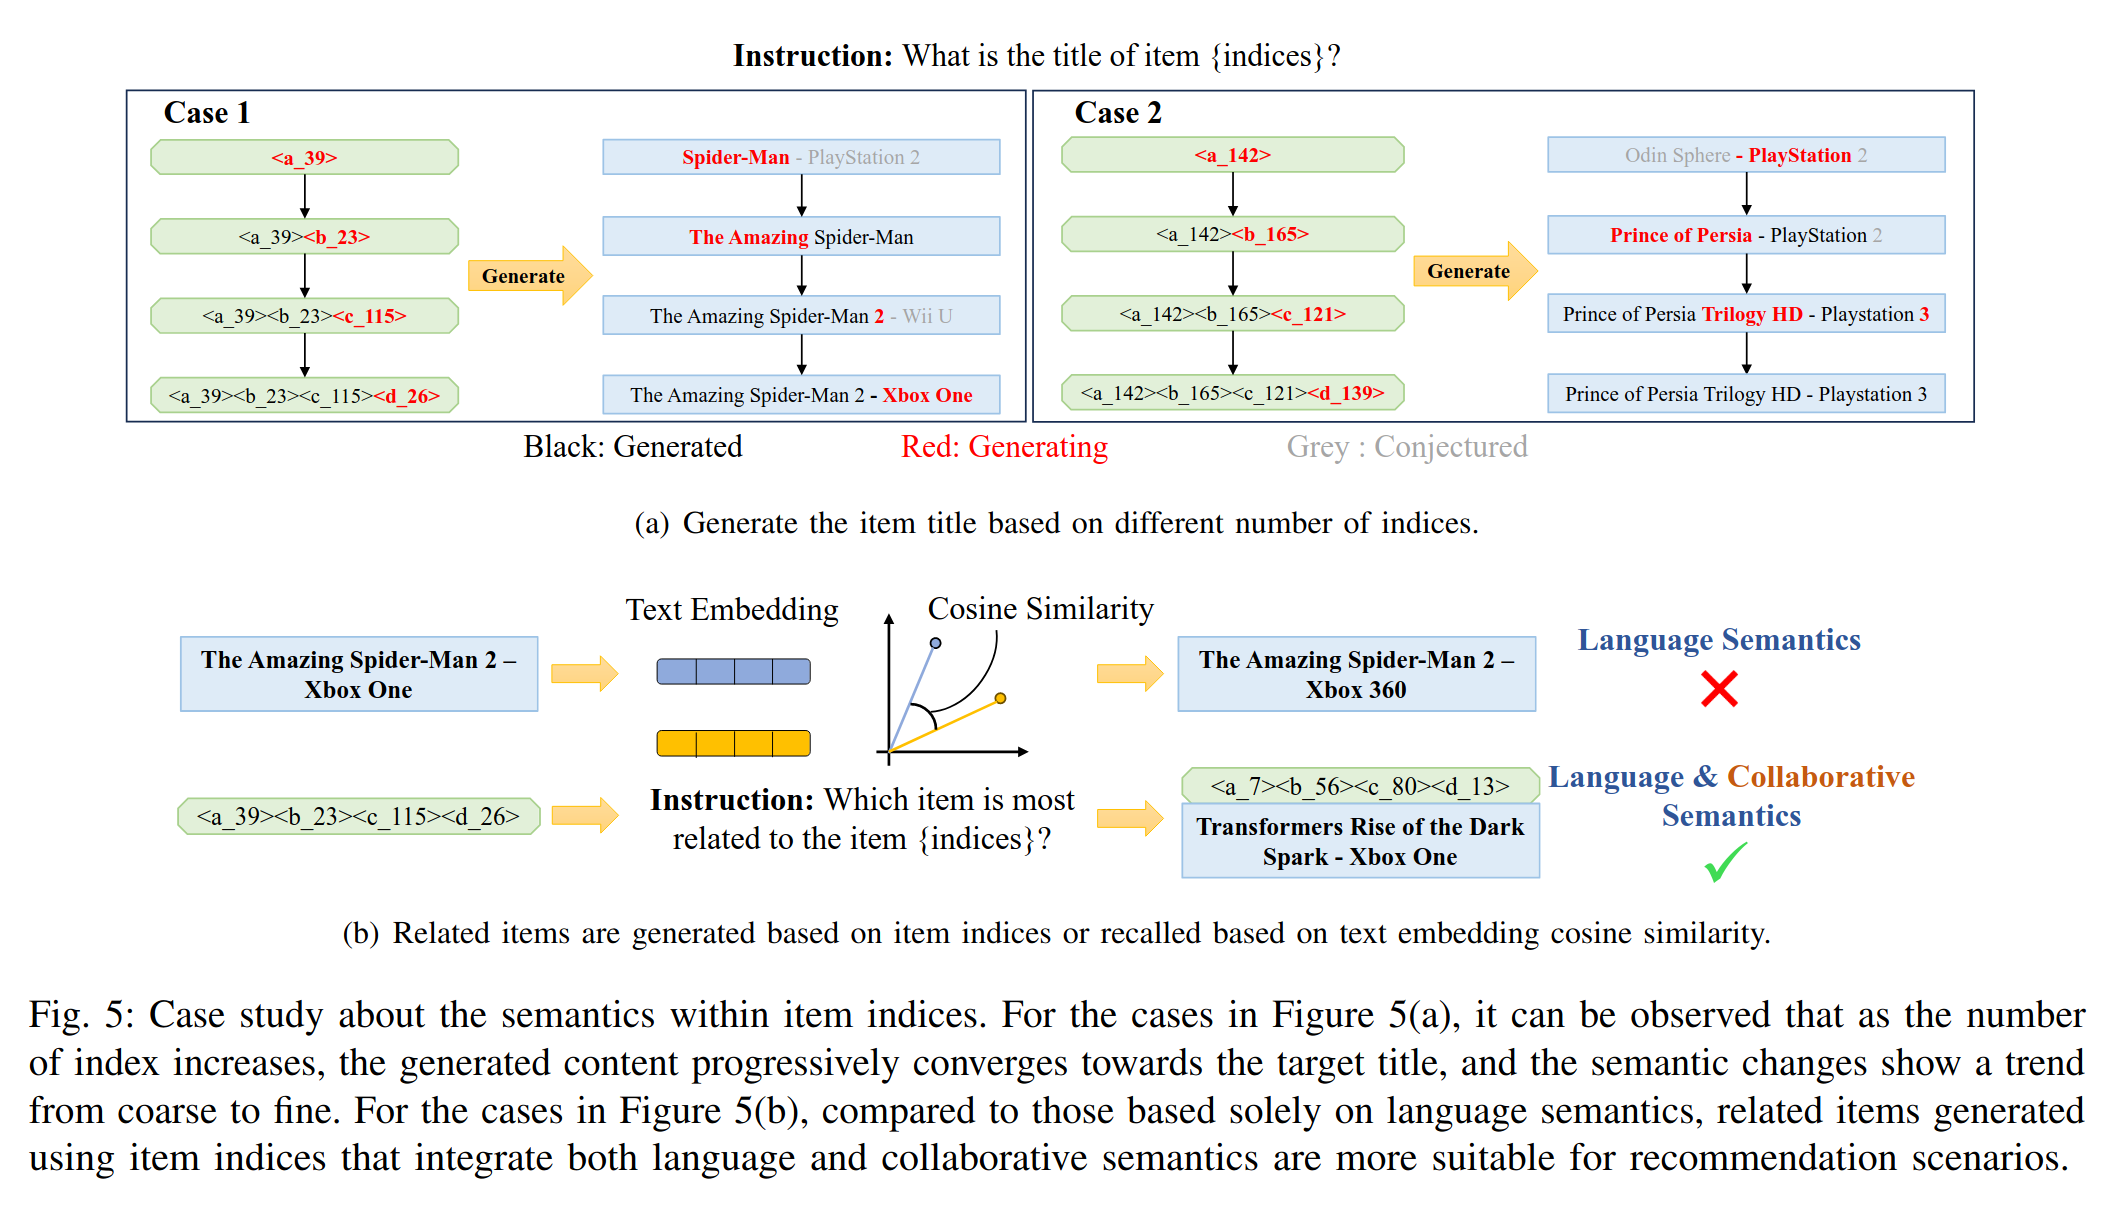 Instruction: What is the title of item {indices}?
Case 1
<a_39>
<a_39><b_23>
<a_39><b_23><c_115>
<a_39><b_23><c_115><d_26>
Generate
Spider-Man - PlayStation 2
The Amazing Spider-Man
The Amazing Spider-Man 2 - Wii U
The Amazing Spider-Man 2 - Xbox One
Case 2
<a_142>
<a_142><b_165>
<a_142><b_165><c_121>
<a_142><b_165><c_121><d_139>
Generate
Odin Sphere - PlayStation 2
Prince of Persia - PlayStation 2
Prince of Persia Trilogy HD - Playstation 3
Prince of Persia Trilogy HD - Playstation 3
Black: Generated
Red: Generating
Grey : Conjectured
(a) Generate the item title based on different number of indices.
The Amazing Spider-Man 2 –
Xbox One
Text Embedding
Cosine Similarity
The Amazing Spider-Man 2 –
Xbox 360
Language Semantics
<a_39><b_23><c_115><d_26>
Instruction: Which item is most
related to the item {indices}?
<a_7><b_56><c_80><d_13>
Transformers Rise of the Dark
Spark - Xbox One
Language & Collaborative
Semantics
(b) Related items are generated based on item indices or recalled based on text embedding cosine similarity.
Fig. 5: Case study about the semantics within item indices. For the cases in Figure 5(a), it can be observed that as the number
of index increases, the generated content progressively converges towards the target title, and the semantic changes show a trend
from coarse to fine. For the cases in Figure 5(b), compared to those based solely on language semantics, related items generated
using item indices that integrate both language and collaborative semantics are more suitable for recommendation scenarios.